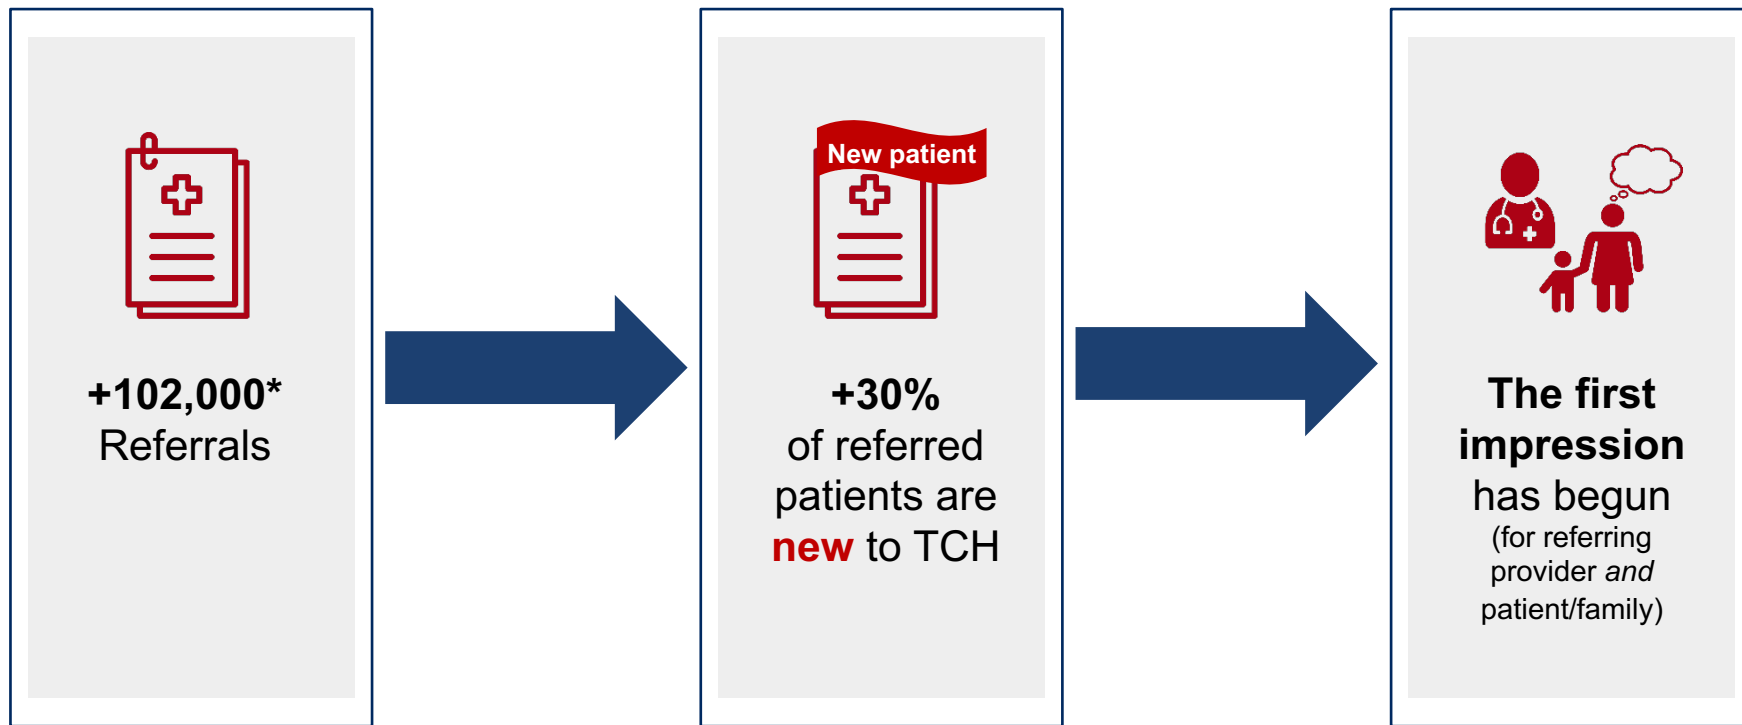 +102,000*
Referrals
New patient
+30%
of referred
patients are
new to TCH
The first
impression
has begun
(for referring
provider and
patient/family)